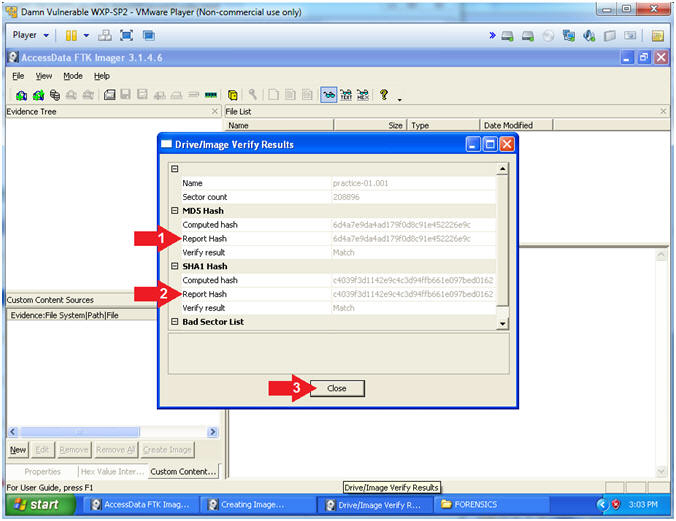 Damn Vulnerable WXP-SP2 - VMware Player (Non-commercial use only)
Player
AccessData FTK Imager 3.1.4.6
File View Mode Help
Evidence Tree
File List
Name Size Type Date Modified
Drive/Image Verify Results
Name practice-01.001
Sector count 208896
MD5 Hash
Computed hash 6d4a7e9da4ad179f0d8c91e452226e9c
1 Report Hash 6d4a7e9da4ad179f0d8c91e452226e9c
Verify result Match
SHA1 Hash
Computed hash c4039f3d1142e9c4c3d94ffb661e097bed0162
2 Report Hash c4039f3d1142e9c4c3d94ffb661e097bed0162
Verify result Match
Bad Sector List
3 Close
Custom Content Sources
Evidence:File System|Path|File
New Edit Remove Remove All Create Image
Properties Hex Value Inter... Custom Content...
For User Guide, press F1
Drive/Image Verify Results
start AccessData FTK Imag... Creating Image... Drive/Image Verify R... FORENSICS 3:03 PM